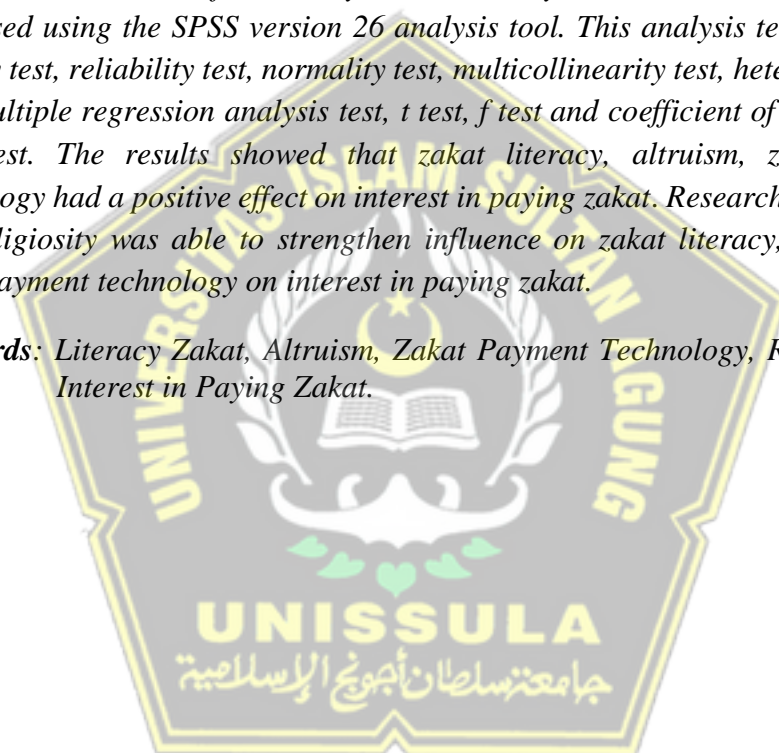 sed using the SPSS version 26 analysis tool. This analysis te
test, reliability test, normality test, multicollinearity test, hete
ultiple regression analysis test, t test, f test and coefficient of
est. The results showed that zakat literacy, altruism, z
ogy had a positive effect on interest in paying zakat. Research
ligiosity was able to strengthen influence on zakat literacy,
ayment technology on interest in paying zakat.
rds: Literacy Zakat, Altruism, Zakat Payment Technology, R
Interest in Paying Zakat.
UNIVERSITAS ISLAM SULTAN AGUNG
UNISSULA
جامعنسلطان أجونج الإسلامية